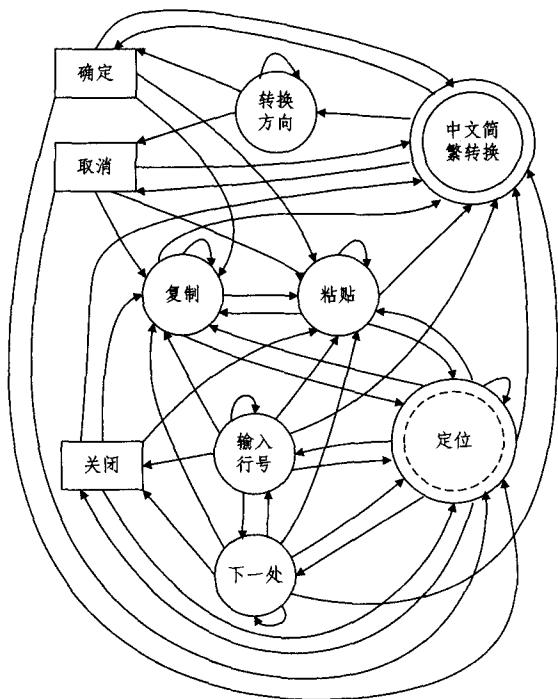 确定
转换
方向
中文简
繁转换
取消
复制
粘贴
定位
输入
行号
关闭
下一处